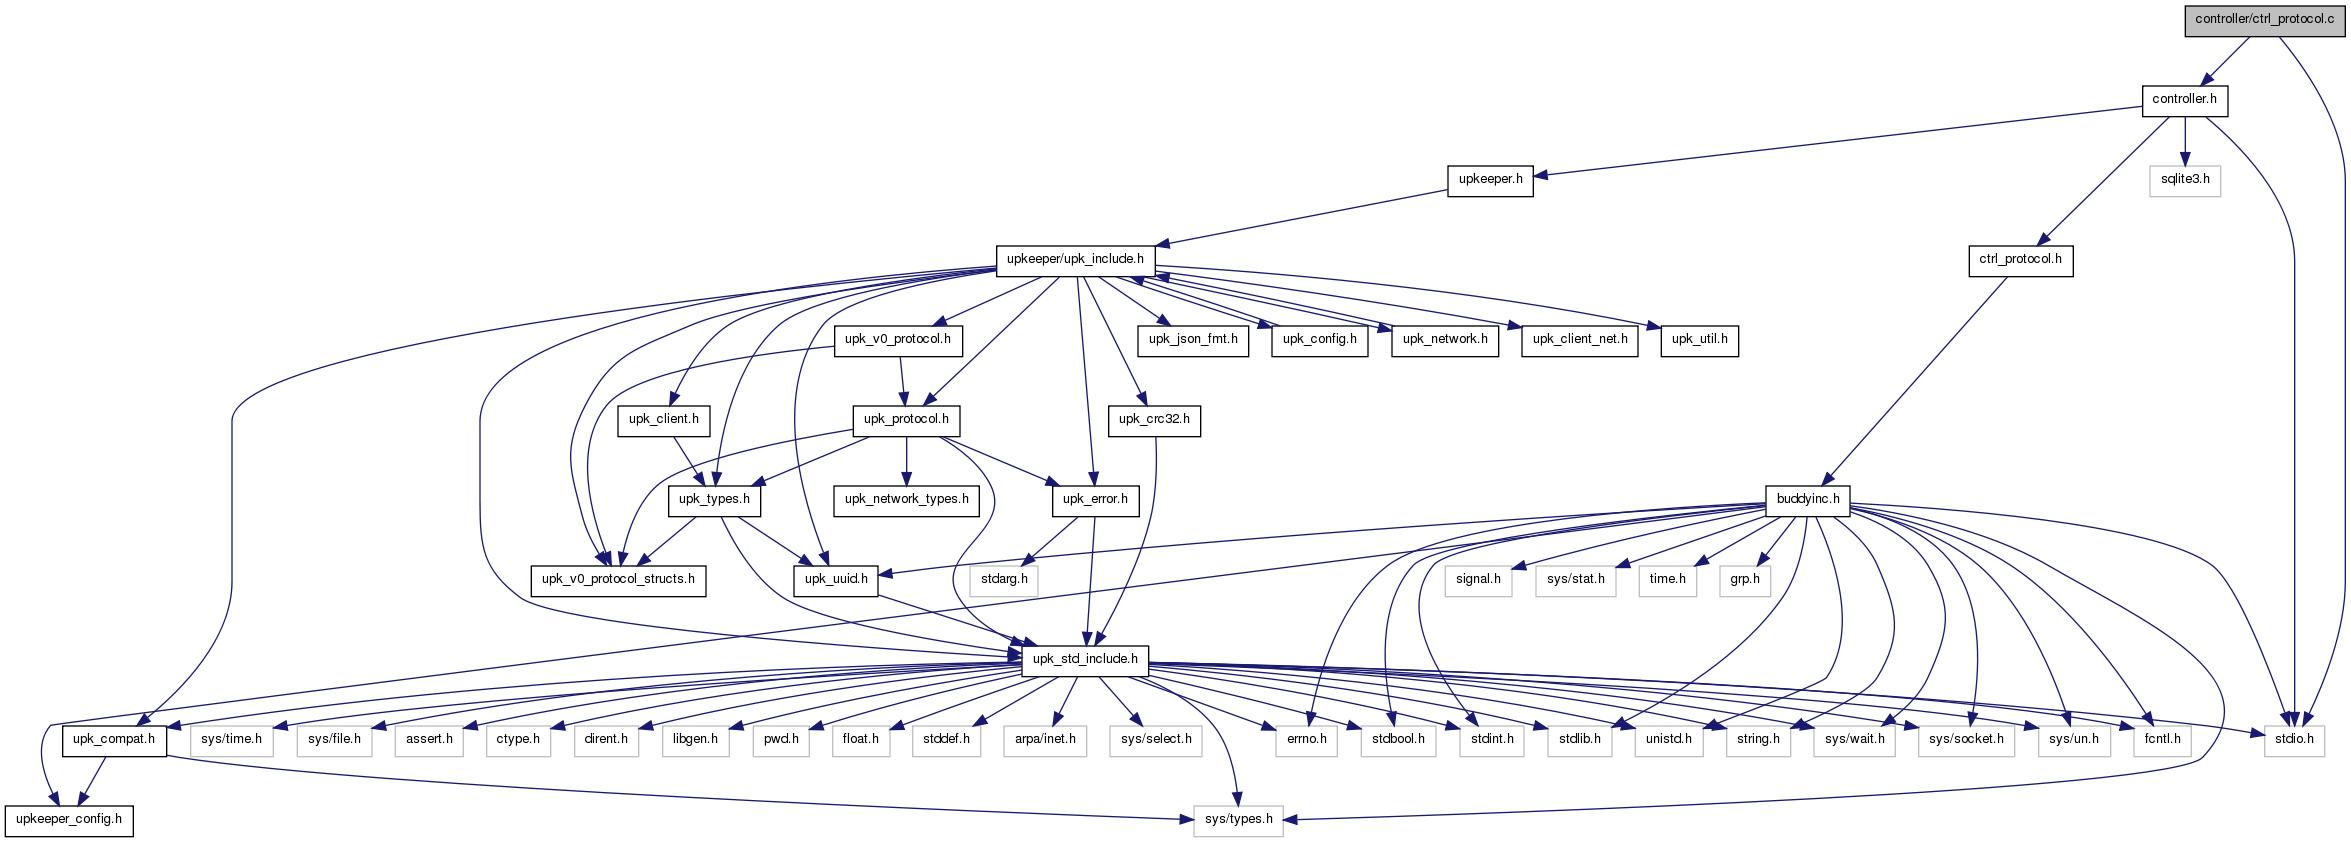 controller/ctrl_protocol.c
controller.h
upkeeper.h
sqlite3.h
upkeeper/upk_include.h
ctrl_protocol.h
upk_v0_protocol.h
upk_json_fmt.h
upk_config.h
upk_network.h
upk_client_net.h
upk_util.h
upk_client.h
upk_protocol.h
upk_crc32.h
upk_types.h
upk_network_types.h
upk_error.h
buddyinc.h
upk_v0_protocol_structs.h
upk_uuid.h
stdarg.h
signal.h
sys/stat.h
time.h
grp.h
upk_std_include.h
upk_compat.h
sys/time.h
sys/file.h
assert.h
ctype.h
dirent.h
libgen.h
pwd.h
float.h
stddef.h
arpa/inet.h
sys/select.h
errno.h
stdbool.h
stdint.h
stdlib.h
unistd.h
string.h
sys/wait.h
sys/socket.h
sys/un.h
fcntl.h
stdio.h
upkeeper_config.h
sys/types.h